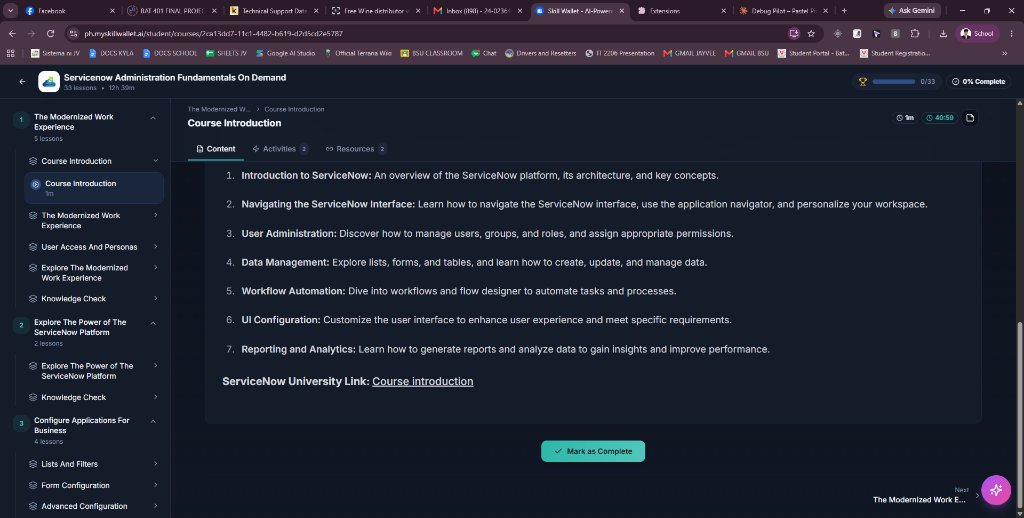 Facebook
BAT 401 FINAL PROJEC
Technical Support Data
Free Wine distributor
Skill Wallet - AI-Power
Extensions
Debug Pilot – Pastel
Ask Gemini
ph.myskillwallet.ai/student/courses/2ca13dd7-11c1-4482-b619-d2d5cd2e5787
School
Sistema ni JV
DOCS KYLA
DOCS SCHOOL
SHEETS JV
Google AI Studio
Official Terraria Wiki
BSU CLASSROOM
Chat
Drivers and Resetters
IT 2206 Presentation
GMAIL JAYVEE
GMAIL BSU
Student Portal - Bat...
Student Registratio...
Servicenow Administration Fundamentals On Demand
33 lessons • 12h 39m
0/33
0% Complete
1
The Modernized Work
Experience
5 lessons
Course Introduction
Course Introduction
1m
The Modernized Work
Experience
User Access And Personas
Explore The Modernized
Work Experience
Knowledge Check
2
Explore The Power of The
ServiceNow Platform
2 lessons
Explore The Power of The
ServiceNow Platform
Knowledge Check
3
Configure Applications For
Business
4 lessons
Lists And Filters
Form Configuration
Advanced Configuration
The Modernized W... > Course Introduction
Course Introduction
1m
40:59
Content
Activities 2
Resources 2
1. Introduction to ServiceNow: An overview of the ServiceNow platform, its architecture, and key concepts.
2. Navigating the ServiceNow Interface: Learn how to navigate the ServiceNow interface, use the application navigator, and personalize your workspace.
3. User Administration: Discover how to manage users, groups, and roles, and assign appropriate permissions.
4. Data Management: Explore lists, forms, and tables, and learn how to create, update, and manage data.
5. Workflow Automation: Dive into workflows and flow designer to automate tasks and processes.
6. UI Configuration: Customize the user interface to enhance user experience and meet specific requirements.
7. Reporting and Analytics: Learn how to generate reports and analyze data to gain insights and improve performance.
ServiceNow University Link: Course introduction
Mark as Complete
Next
The Modernized Work E...